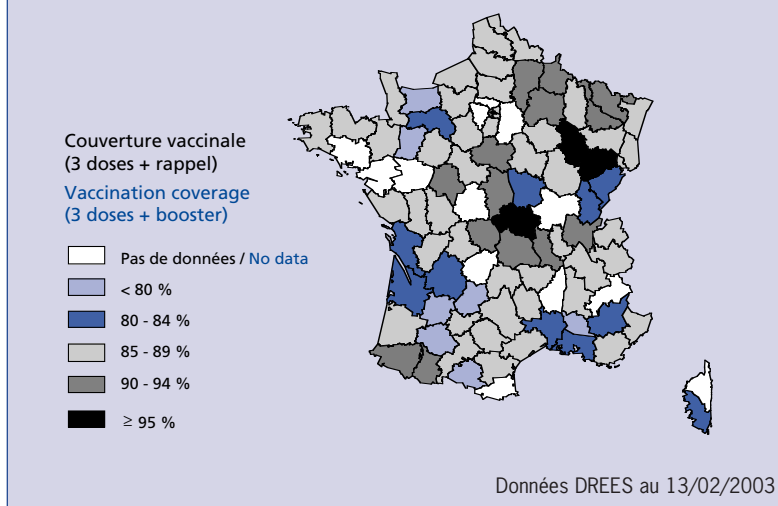 Couverture vaccinale
(3 doses + rappel)
Vaccination coverage
(3 doses + booster)
Pas de données / No data
< 80 %
80 - 84 %
85 - 89 %
90 - 94 %
≥ 95 %
Données DREES au 13/02/2003